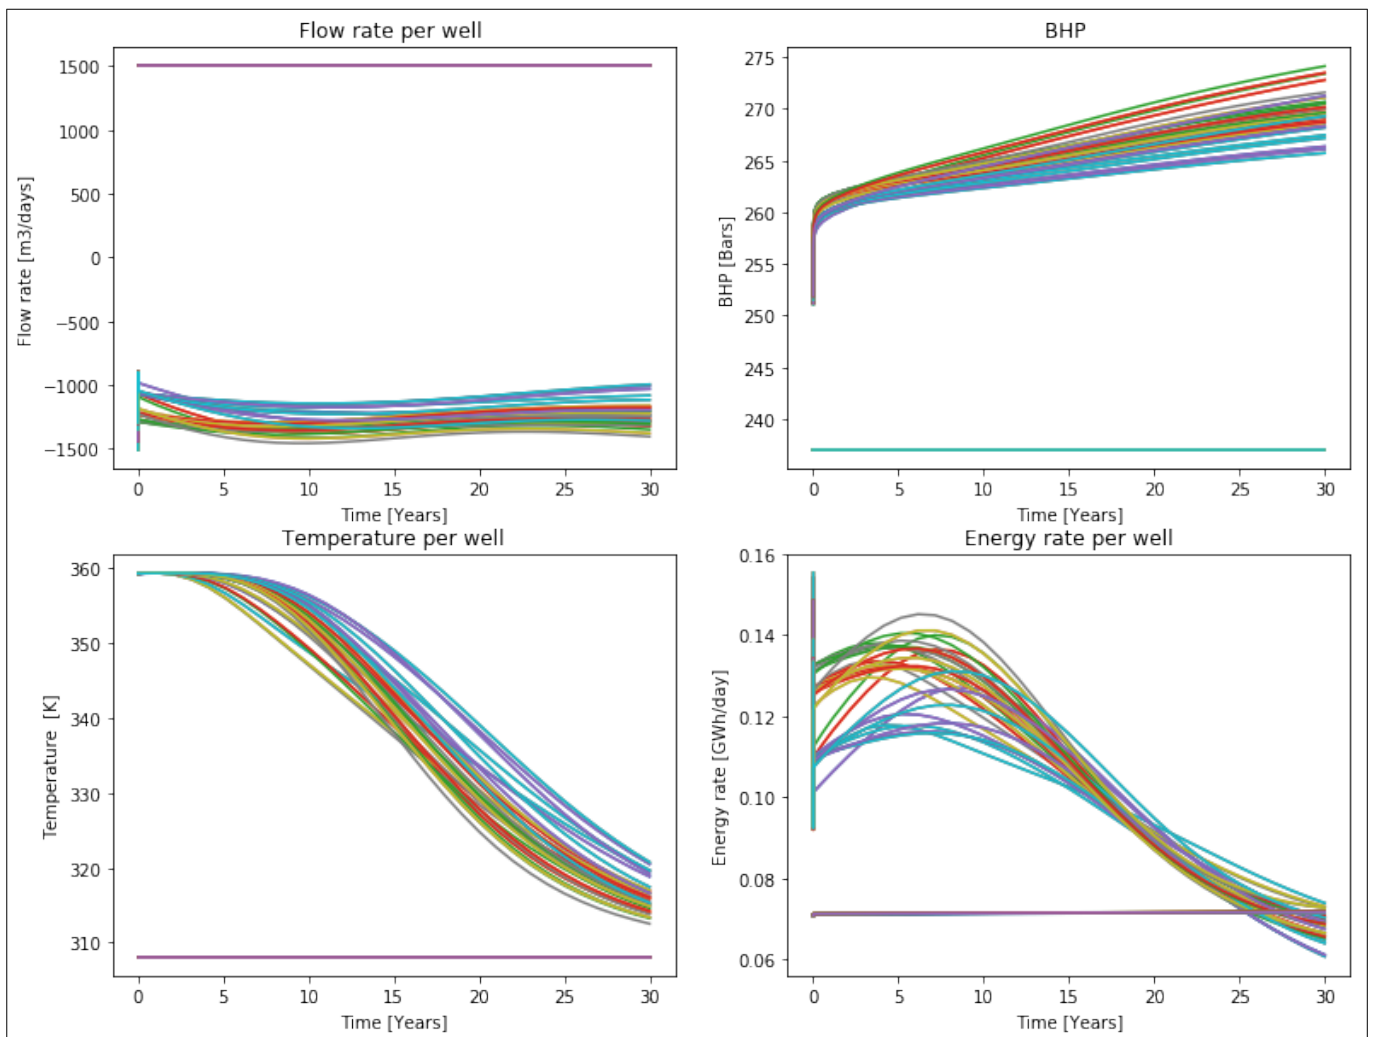 Flow rate per well
1500
1000
500
0
−500
−1000
−1500
Flow rate [m3/days]
0 5 10 15 20 25 30
Time [Years]
BHP
275
270
265
260
255
250
245
240
BHP [Bars]
0 5 10 15 20 25 30
Time [Years]
Temperature per well
360
350
340
330
320
310
Temperature [K]
0 5 10 15 20 25 30
Time [Years]
Energy rate per well
0.16
0.14
0.12
0.10
0.08
0.06
Energy rate [GWh/day]
0 5 10 15 20 25 30
Time [Years]